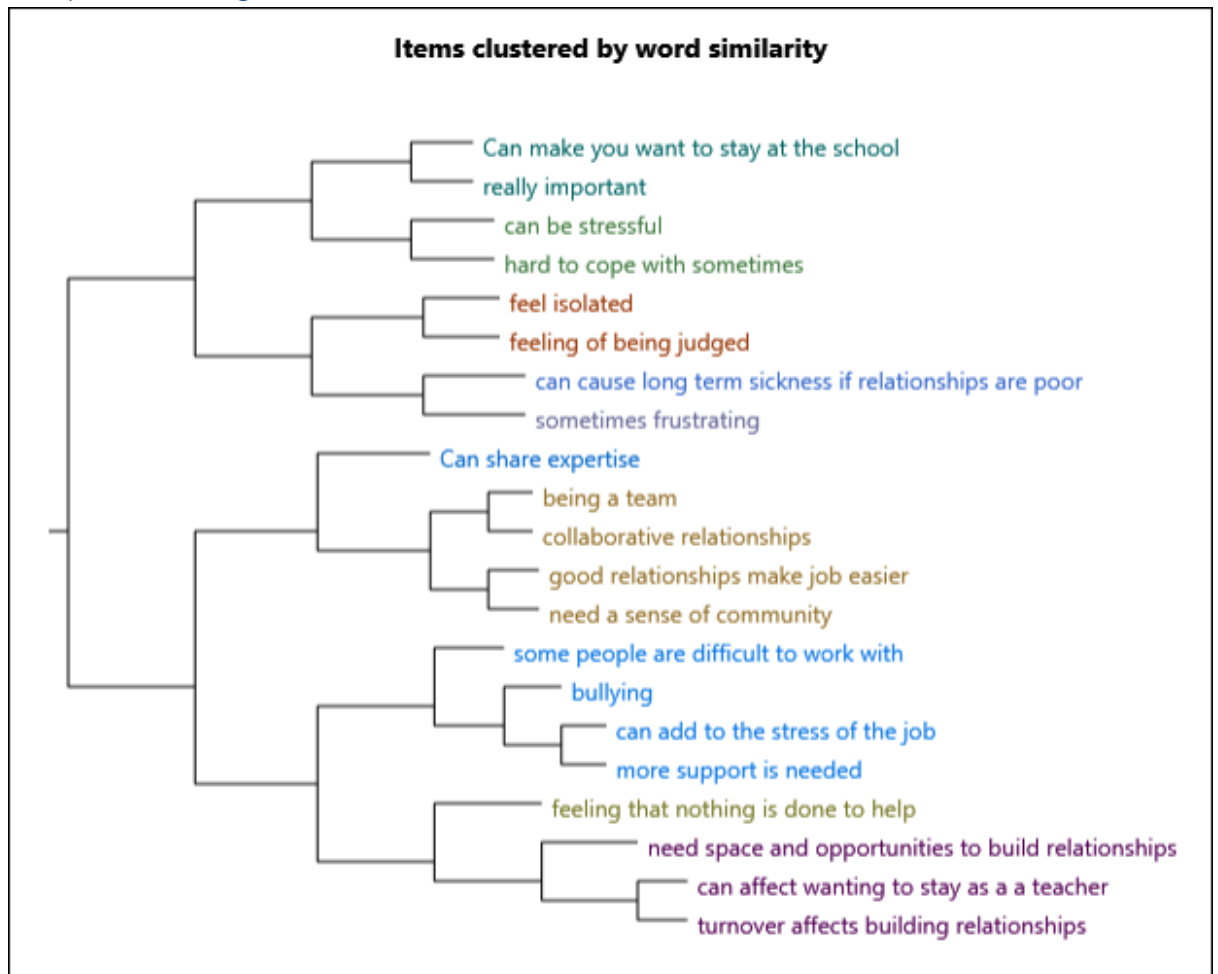 Items clustered by word similarity
Can make you want to stay at the school
really important
can be stressful
hard to cope with sometimes
feel isolated
feeling of being judged
can cause long term sickness if relationships are poor
sometimes frustrating
Can share expertise
being a team
collaborative relationships
good relationships make job easier
need a sense of community
some people are difficult to work with
bullying
can add to the stress of the job
more support is needed
feeling that nothing is done to help
need space and opportunities to build relationships
can affect wanting to stay as a a teacher
turnover affects building relationships